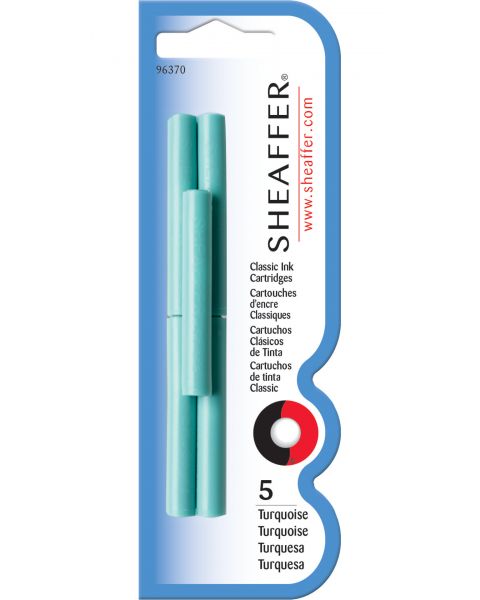 96370
SHEAFFER®
www.sheaffer.com
Classic Ink
Cartridges
Cartouches
d'encre
Classiques
Cartuchos
Clásicos
de Tinta
Cartuchos
de tinta
Classic
5
Turquoise
Turquoise
Turquesa
Turquesa